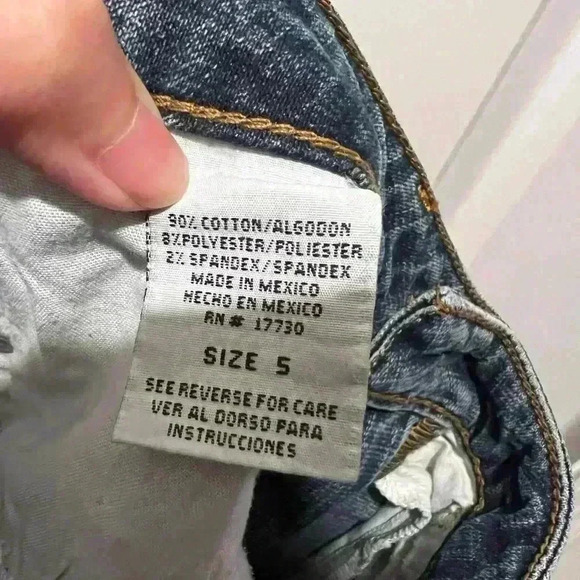 90% COTTON/ALGODON
8%POLYESTER/POLIESTER
2% SPANDEX/SPANDEX
MADE IN MEXICO
HECHO EN MEXICO
RN# 17730
SIZE 5
SEE REVERSE FOR CARE
VER AL DORSO PARA
INSTRUCCIONES